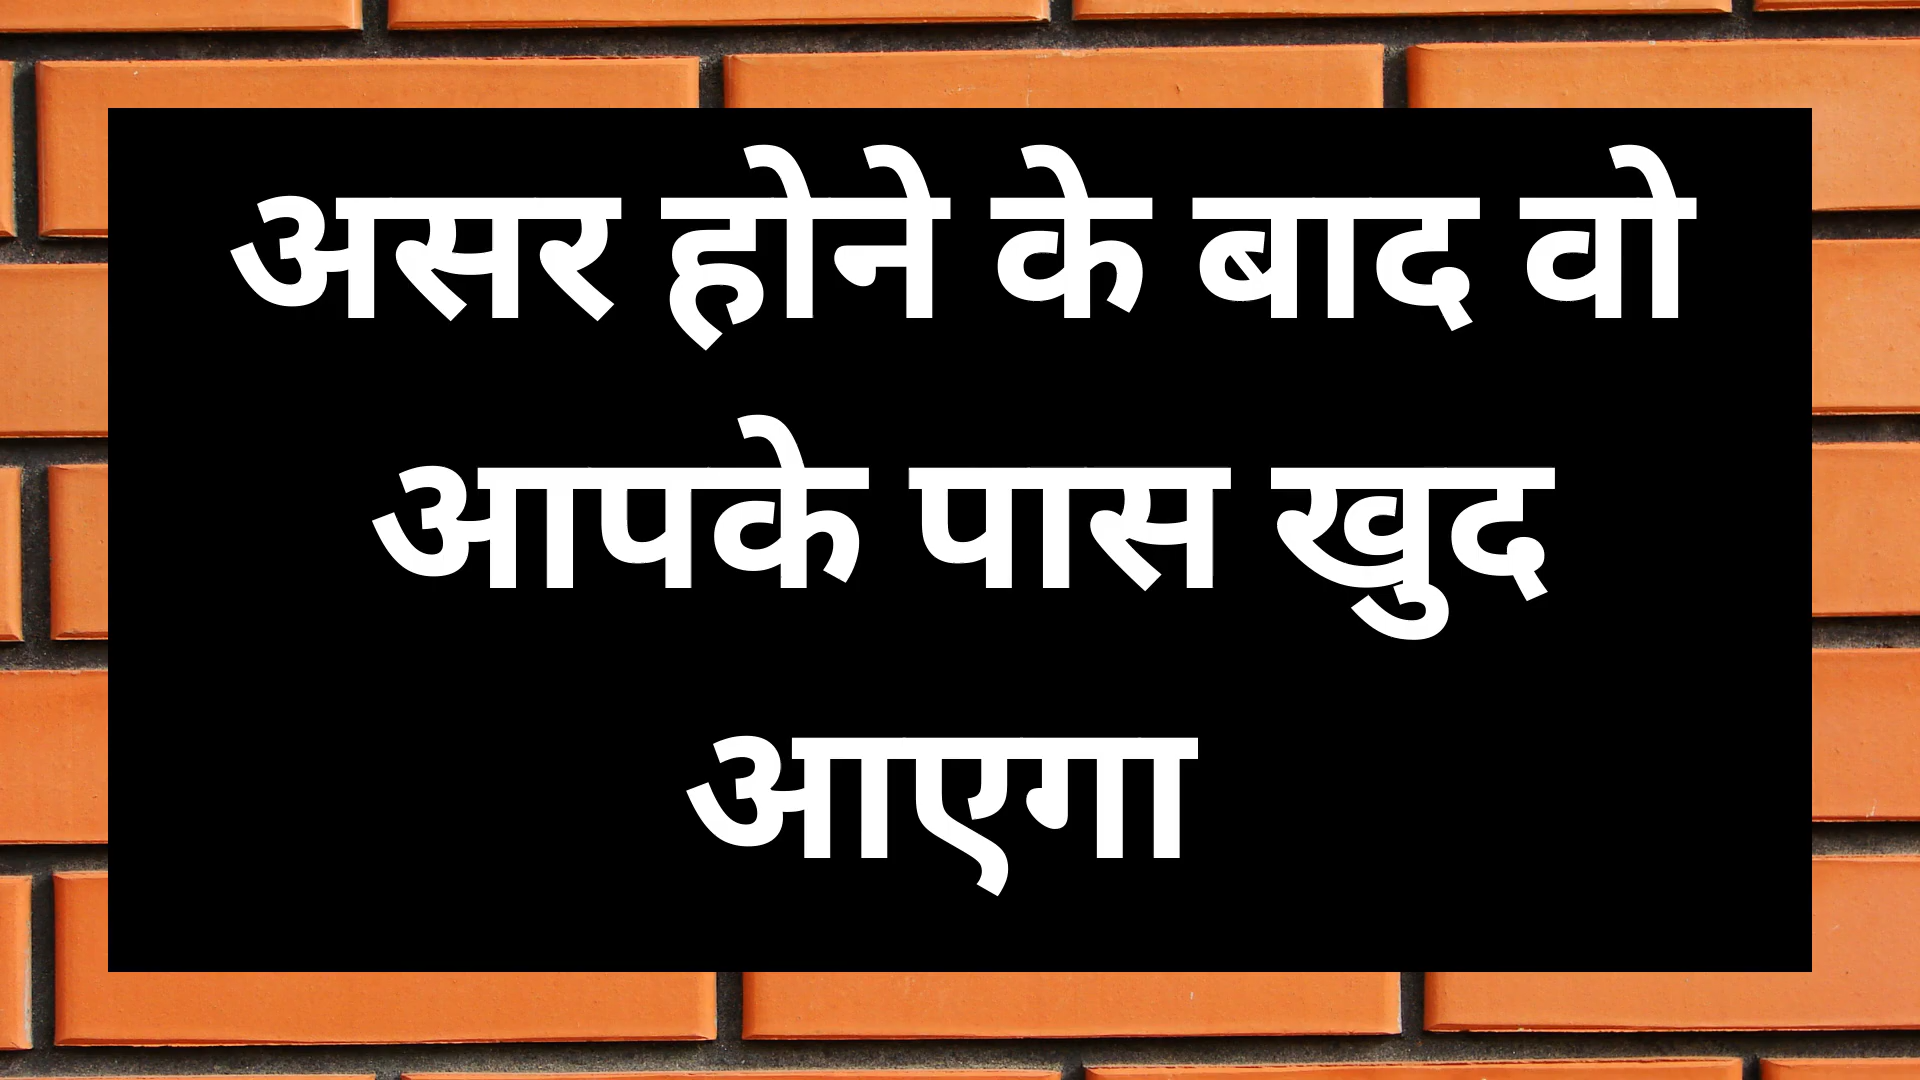 असर होने के बाद वो
आपके पास खुद
आएगा